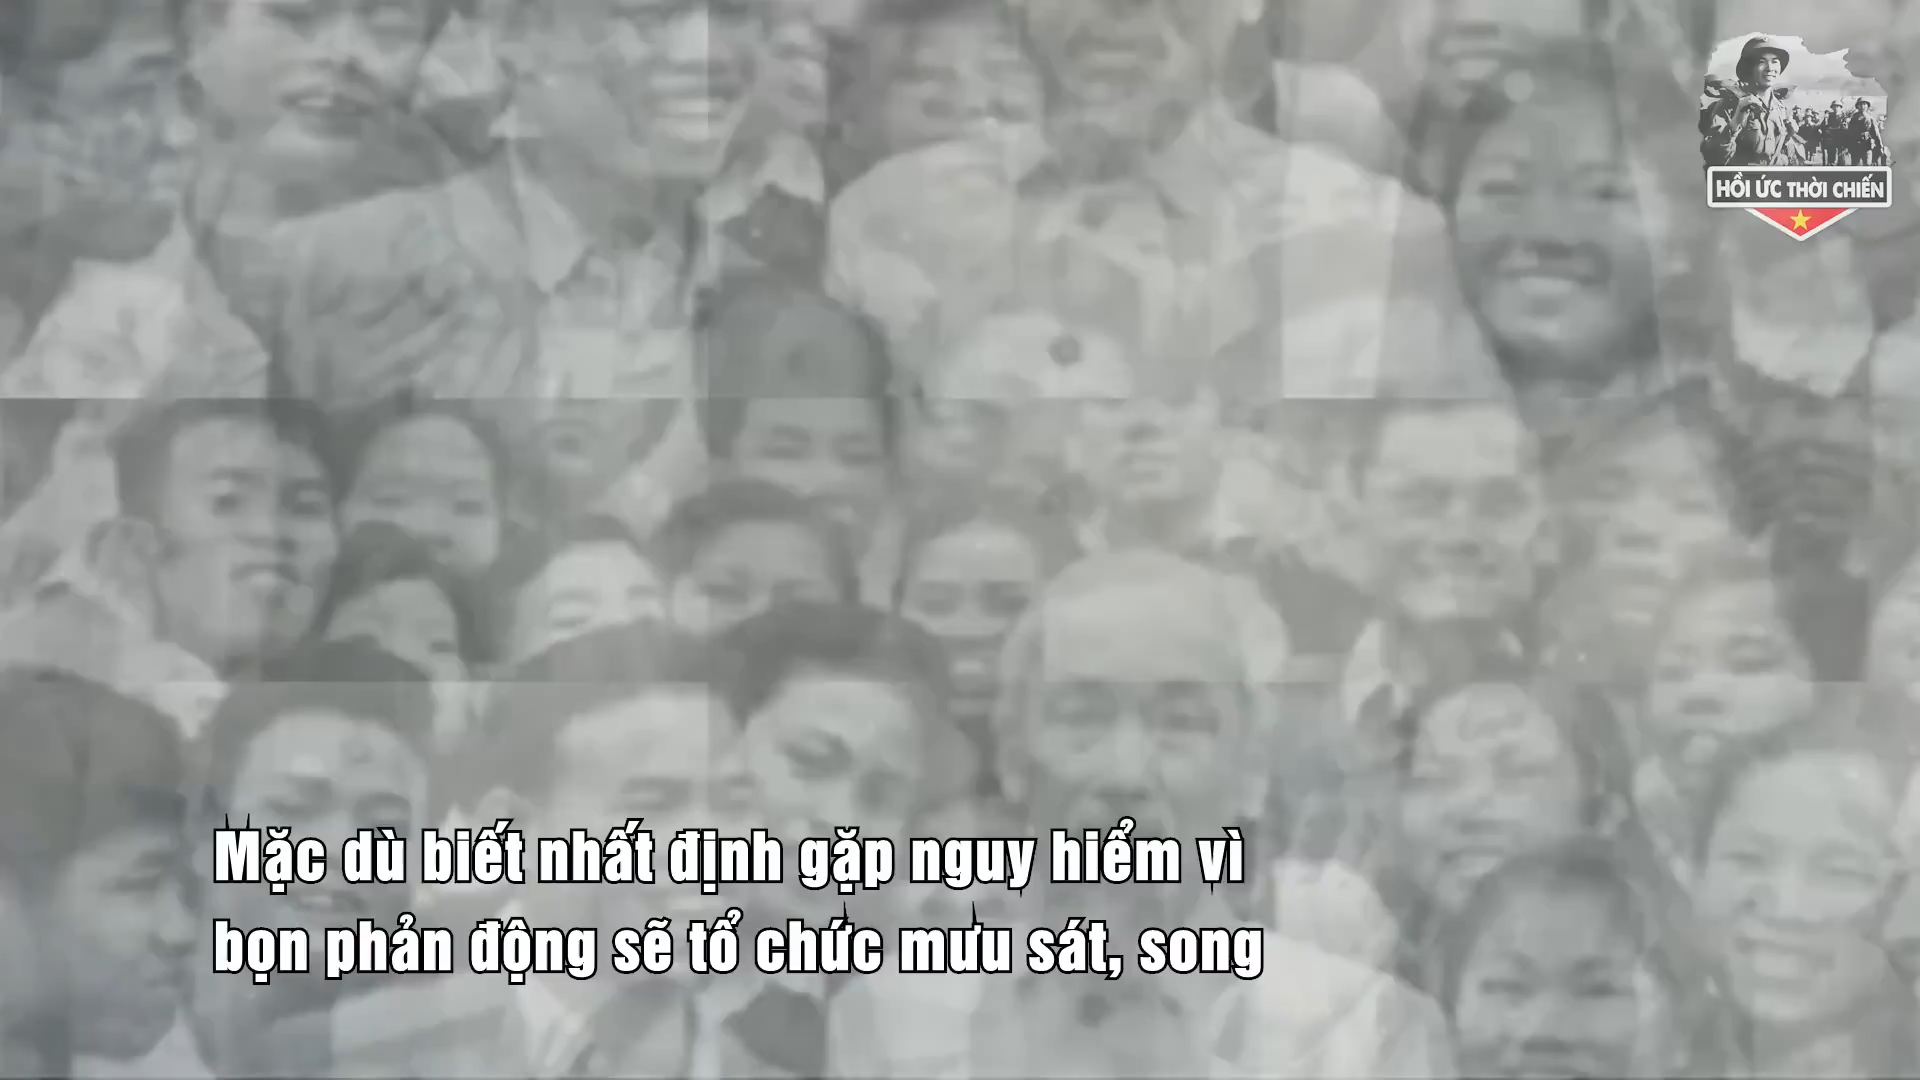 HỒI ỨC THỜI CHIẾN
Mặc dù biết nhất định gặp nguy hiểm vì
bọn phản động sẽ tổ chức mưu sát, song